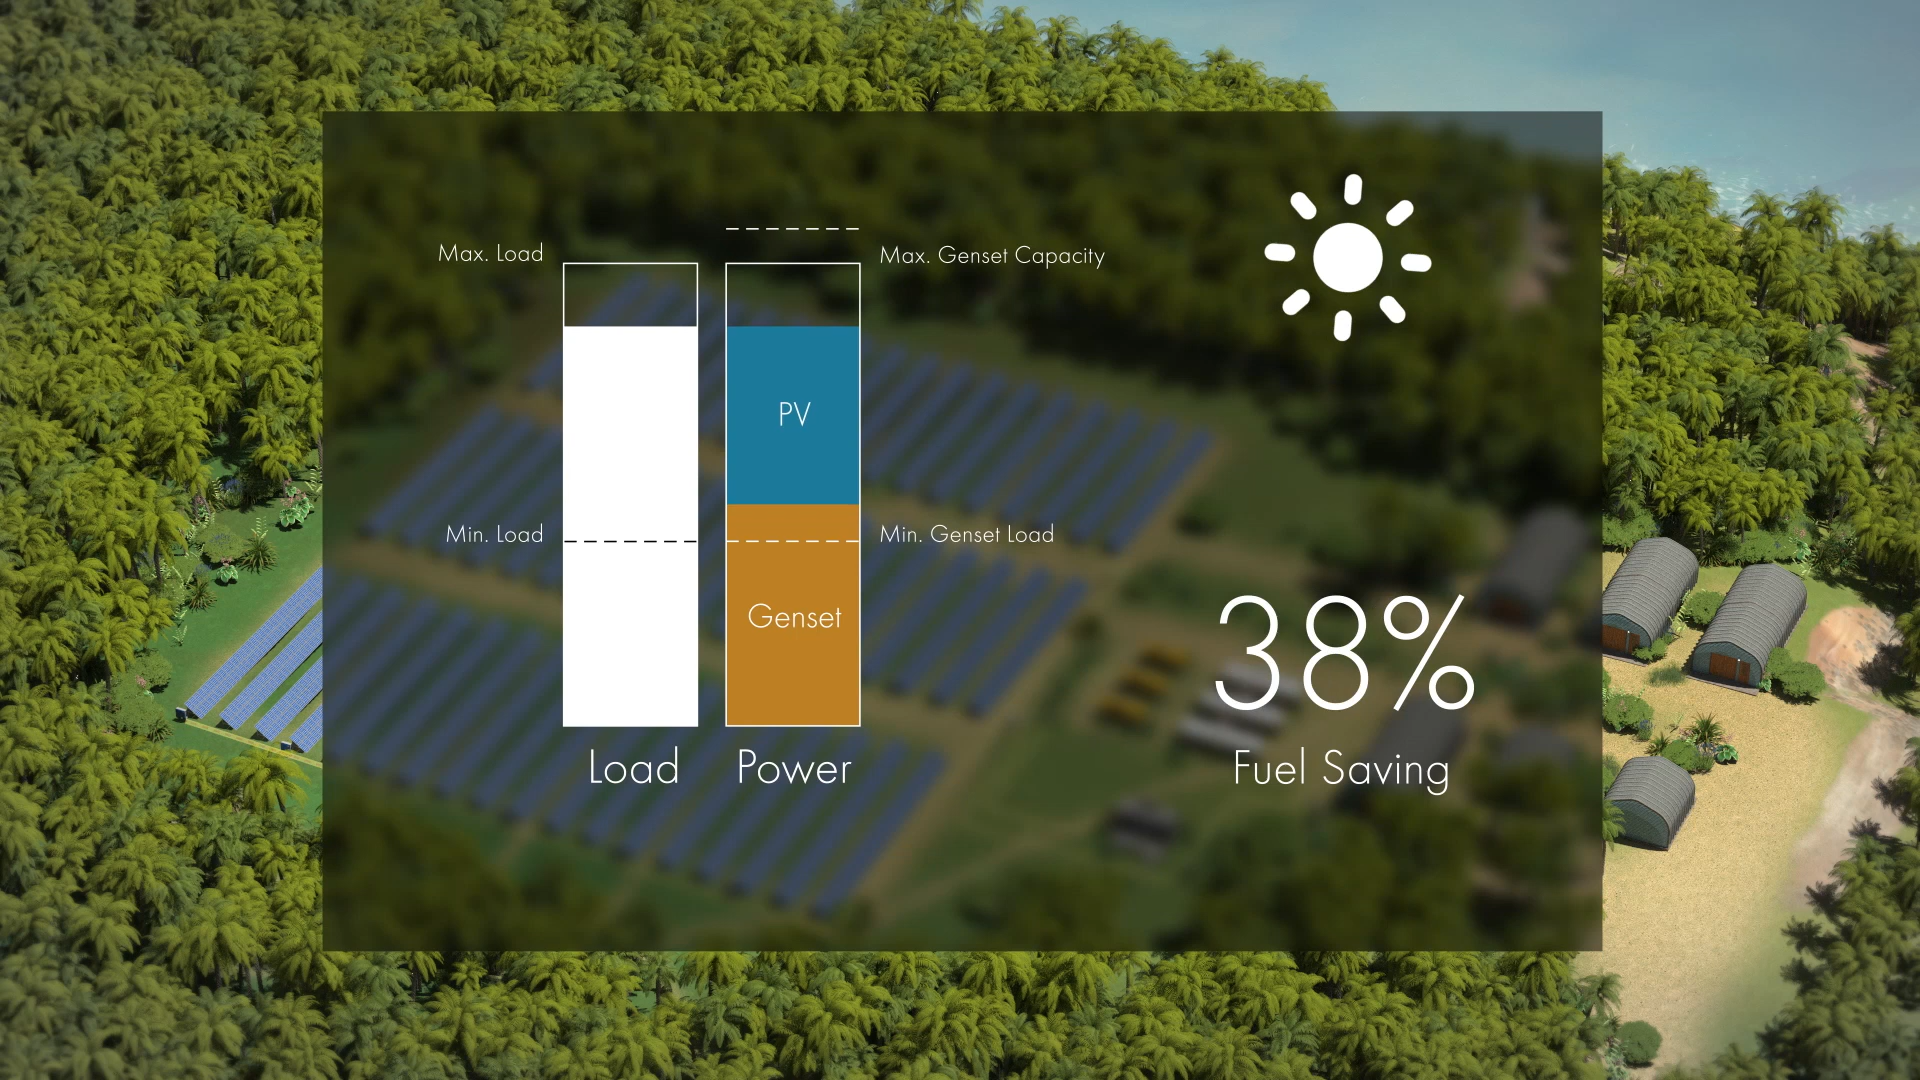 Max. Load
Max. Genset Capacity
PV
Min. Load
Min. Genset Load
Genset
38%
Load
Power
Fuel Saving